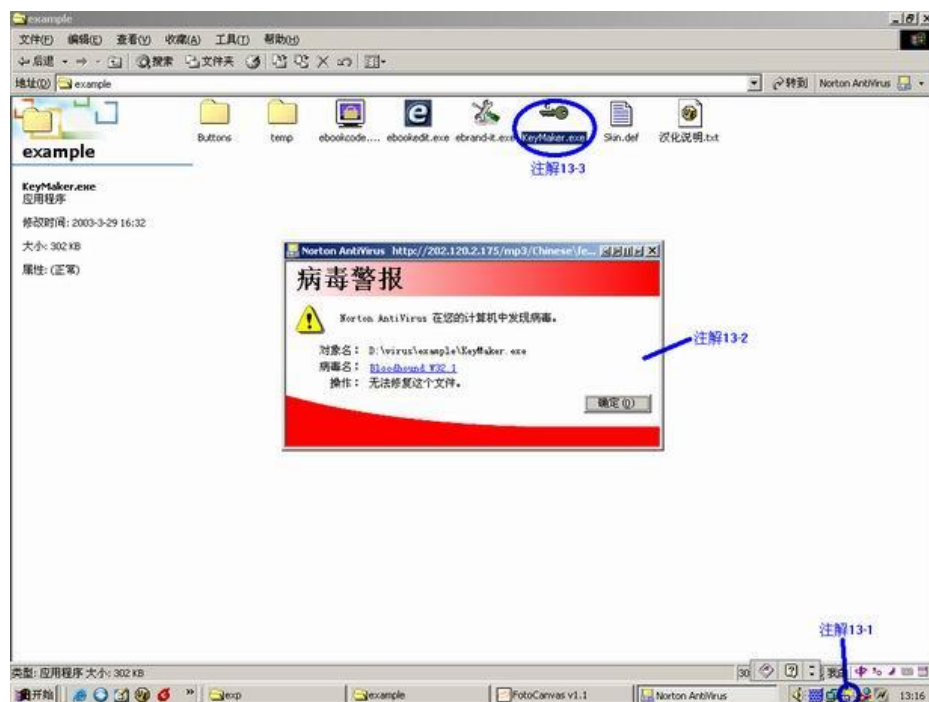 example
文件(F) 编辑(E) 查看(V) 收藏(A) 工具(T) 帮助(H)
后退 搜索 文件夹
地址(D) example 转到 Norton AntiVirus
Buttons temp ebookcode.... ebookedit.exe ebrand-it.exe KeyMaker.exe Skin.def 汉化说明.txt
注解13-3
example
KeyMaker.exe
应用程序
修改时间: 2003-3-29 16:32
大小: 302 KB
属性: (正常)
Norton AntiVirus http://202.120.2.175/mp3/Chinese\fe...
病毒警报
Norton AntiVirus 在您的计算机中发现病毒。
对象名: D:\virus\example\KeyMaker.exe
病毒名: Bloodhound.W32.1
操作: 无法修复这个文件。
确定(O)
注解13-2
注解13-1
类型: 应用程序 大小: 302 KB
开始 exp example FotoCanvas v1.1 Norton AntiVirus 13:16